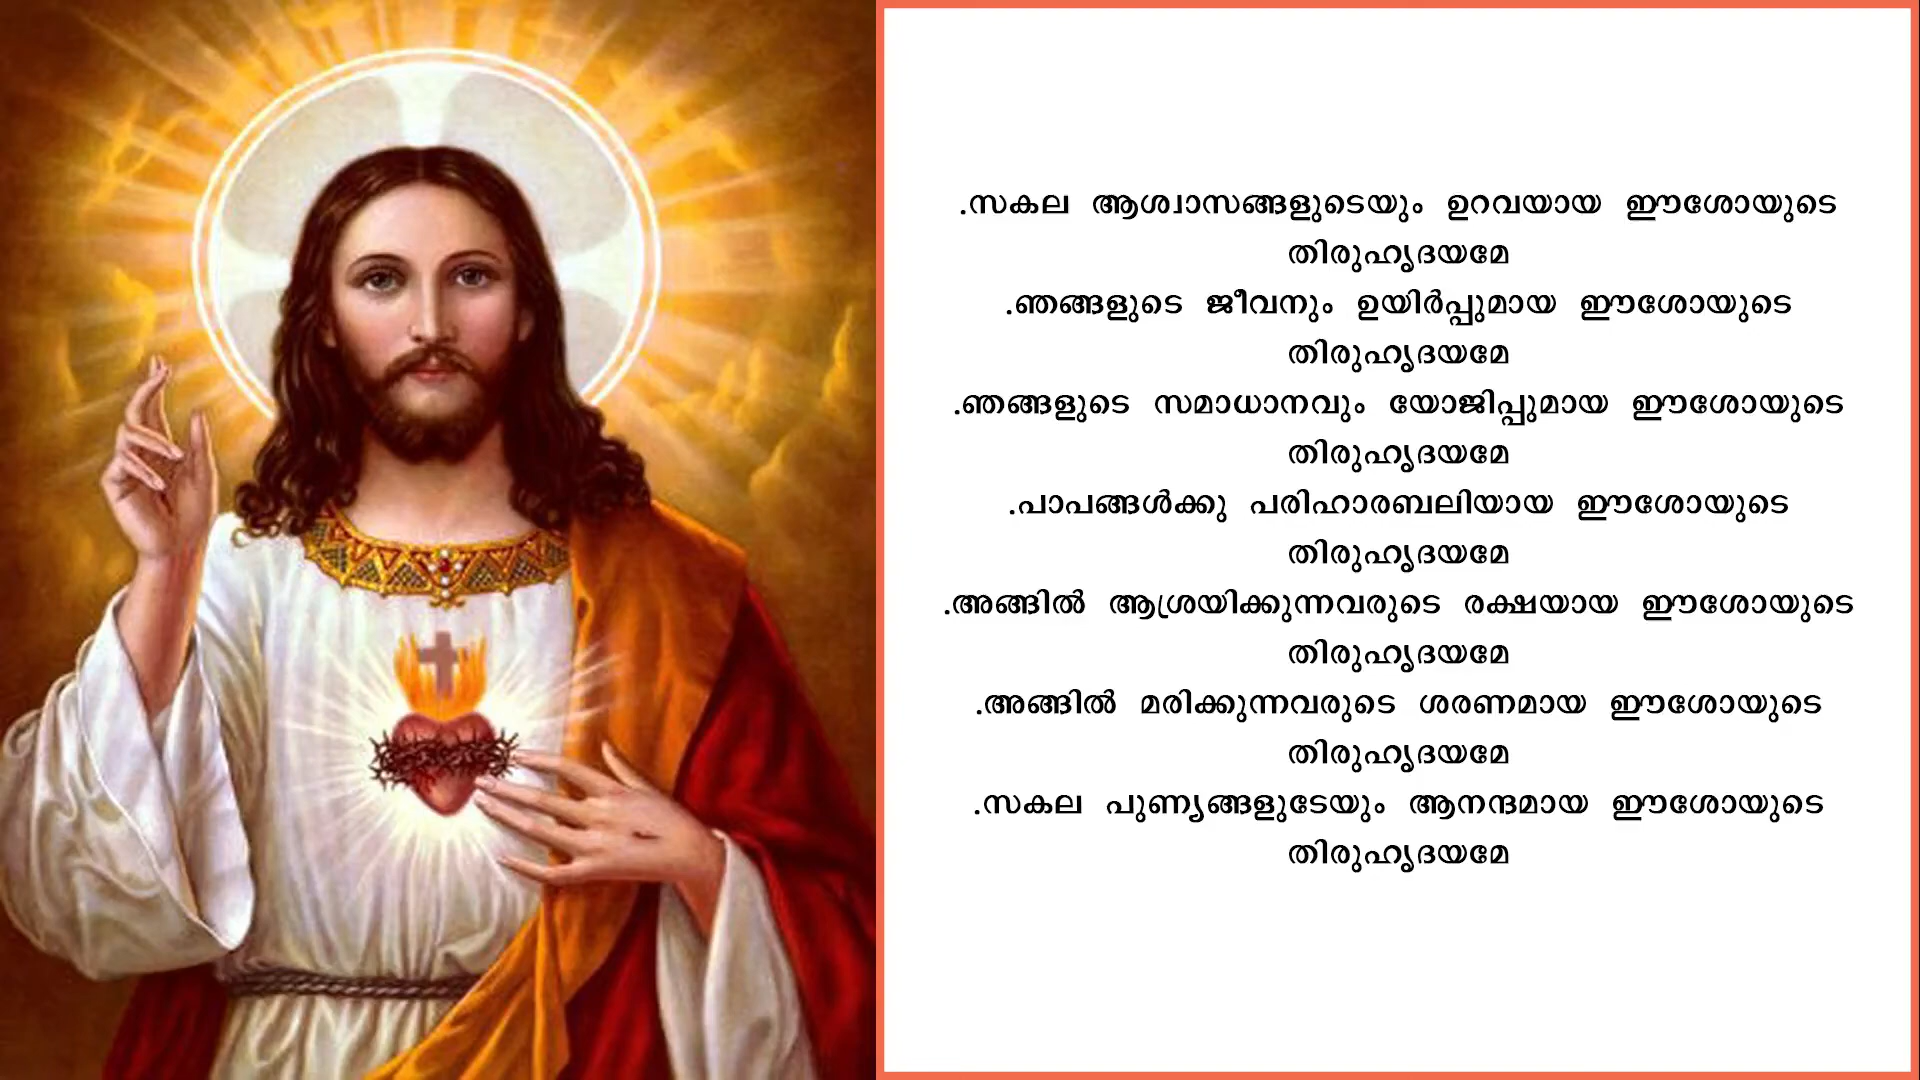 .സകല ആശ്വാസങ്ങളുടെയും ഉറവയായ ഈശോയുടെ
തിരുഹൃദയമേ
.ഞങ്ങളുടെ ജീവനും ഉയിർപ്പുമായ ഈശോയുടെ
തിരുഹൃദയമേ
.ഞങ്ങളുടെ സമാധാനവും യോജിപ്പുമായ ഈശോയുടെ
തിരുഹൃദയമേ
.പാപങ്ങൾക്കു പരിഹാരബലിയായ ഈശോയുടെ
തിരുഹൃദയമേ
.അങ്ങിൽ ആശ്രയിക്കുന്നവരുടെ രക്ഷയായ ഈശോയുടെ
തിരുഹൃദയമേ
.അങ്ങിൽ മരിക്കുന്നവരുടെ ശരണമായ ഈശോയുടെ
തിരുഹൃദയമേ
.സകല പുണ്യങ്ങളുടേയും ആനന്ദമായ ഈശോയുടെ
തിരുഹൃദയമേ